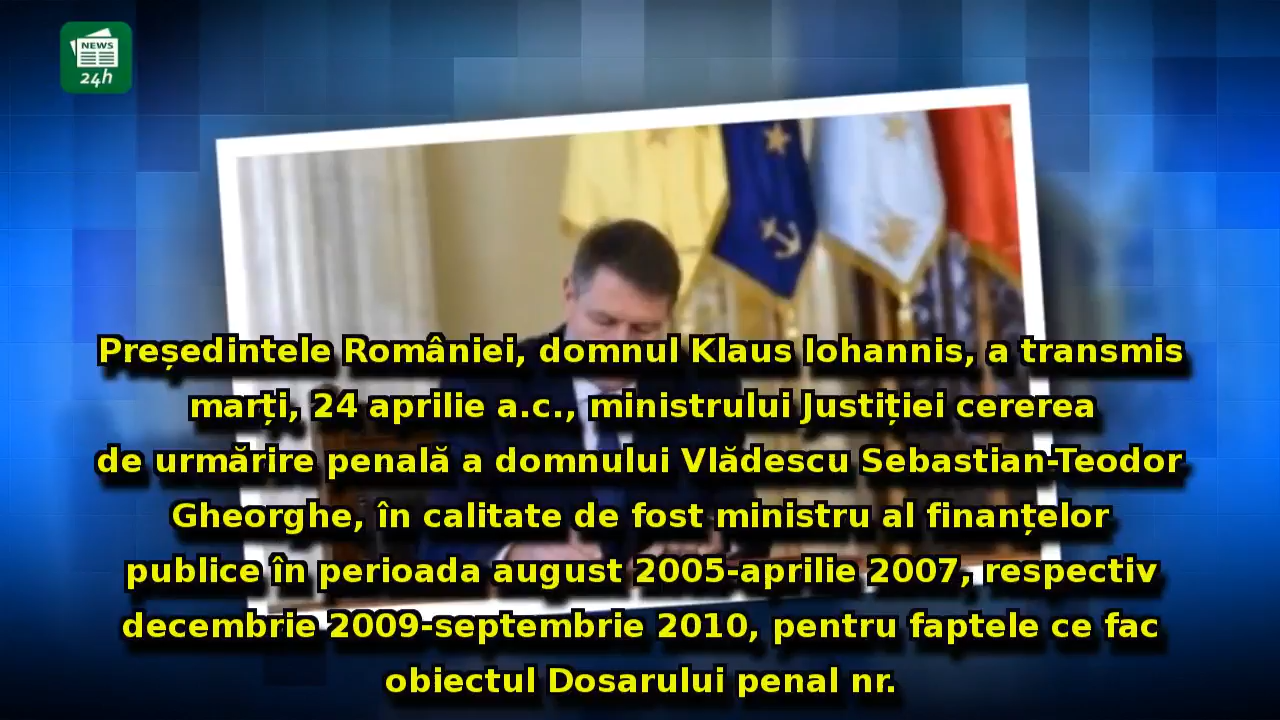 NEWS
24h
Președintele României, domnul Klaus Iohannis, a transmis
marți, 24 aprilie a.c., ministrului Justiției cererea
de urmărire penală a domnului Vlădescu Sebastian-Teodor
Gheorghe, în calitate de fost ministru al finanțelor
publice în perioada august 2005-aprilie 2007, respectiv
decembrie 2009-septembrie 2010, pentru faptele ce fac
obiectul Dosarului penal nr.